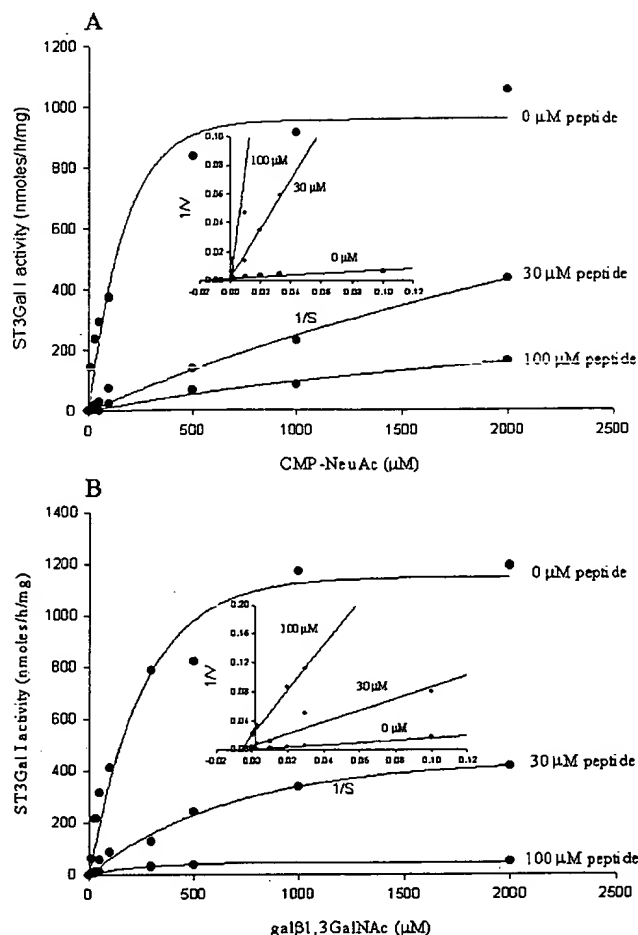 A
ST3Gal I activity (nmoles/h/mg)
1200
1000
800
600
400
200
0
0 μM peptide
30 μM peptide
100 μM peptide
1/V
0.10
0.08
0.06
0.04
0.02
0.00
100 μM
30 μM
0 μM
-0.02 0.00 0.02 0.04 0.06 0.08 0.10 0.12
1/S
0 500 1000 1500 2000 2500
CMP-NeuAc (μM)
B
ST3Gal I activity (nmoles/h/mg)
1400
1200
1000
800
600
400
200
0
0 μM peptide
30 μM peptide
100 μM peptide
1/V
0.20
0.16
0.12
0.08
0.04
0.00
100 μM
30 μM
0 μM
-0.02 0.00 0.02 0.04 0.06 0.08 0.10 0.12
1/S
0 500 1000 1500 2000 2500
galβ1,3GalNAc (μM)